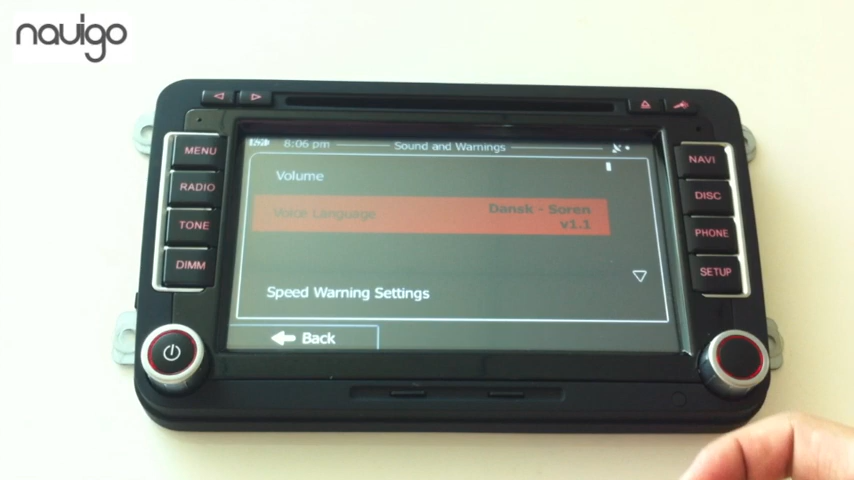 navigo
8:06 pm
Sound and Warnings
Volume
Voice Language
Dansk - Soren
v1.1
Speed Warning Settings
Back
MENU
RADIO
TONE
DIMM
NAVI
DISC
PHONE
SETUP